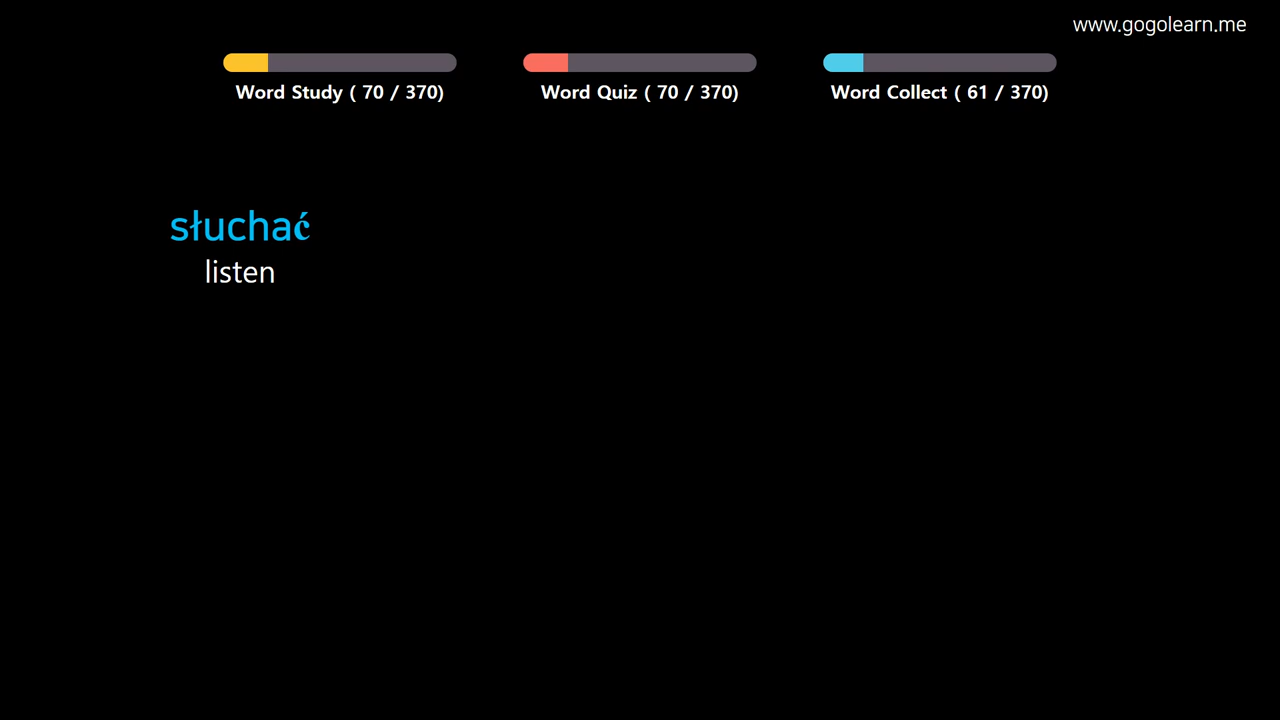 www.gogolearn.me
Word Study ( 70 / 370)
Word Quiz ( 70 / 370)
Word Collect ( 61 / 370)
słuchać
listen